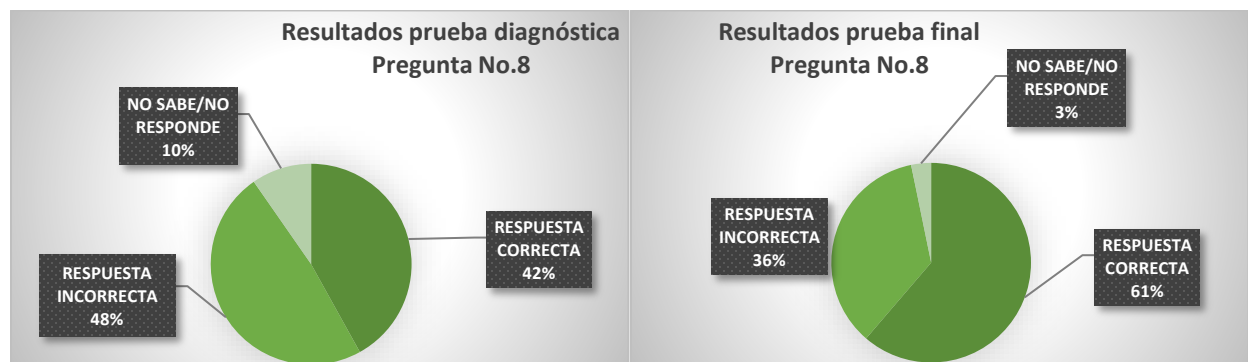 Resultados prueba diagnóstica
Pregunta No.8
NO SABE/NO
RESPONDE
10%
RESPUESTA
CORRECTA
42%
RESPUESTA
INCORRECTA
48%
Resultados prueba final
Pregunta No.8
NO SABE/NO
RESPONDE
3%
RESPUESTA
INCORRECTA
36%
RESPUESTA
CORRECTA
61%